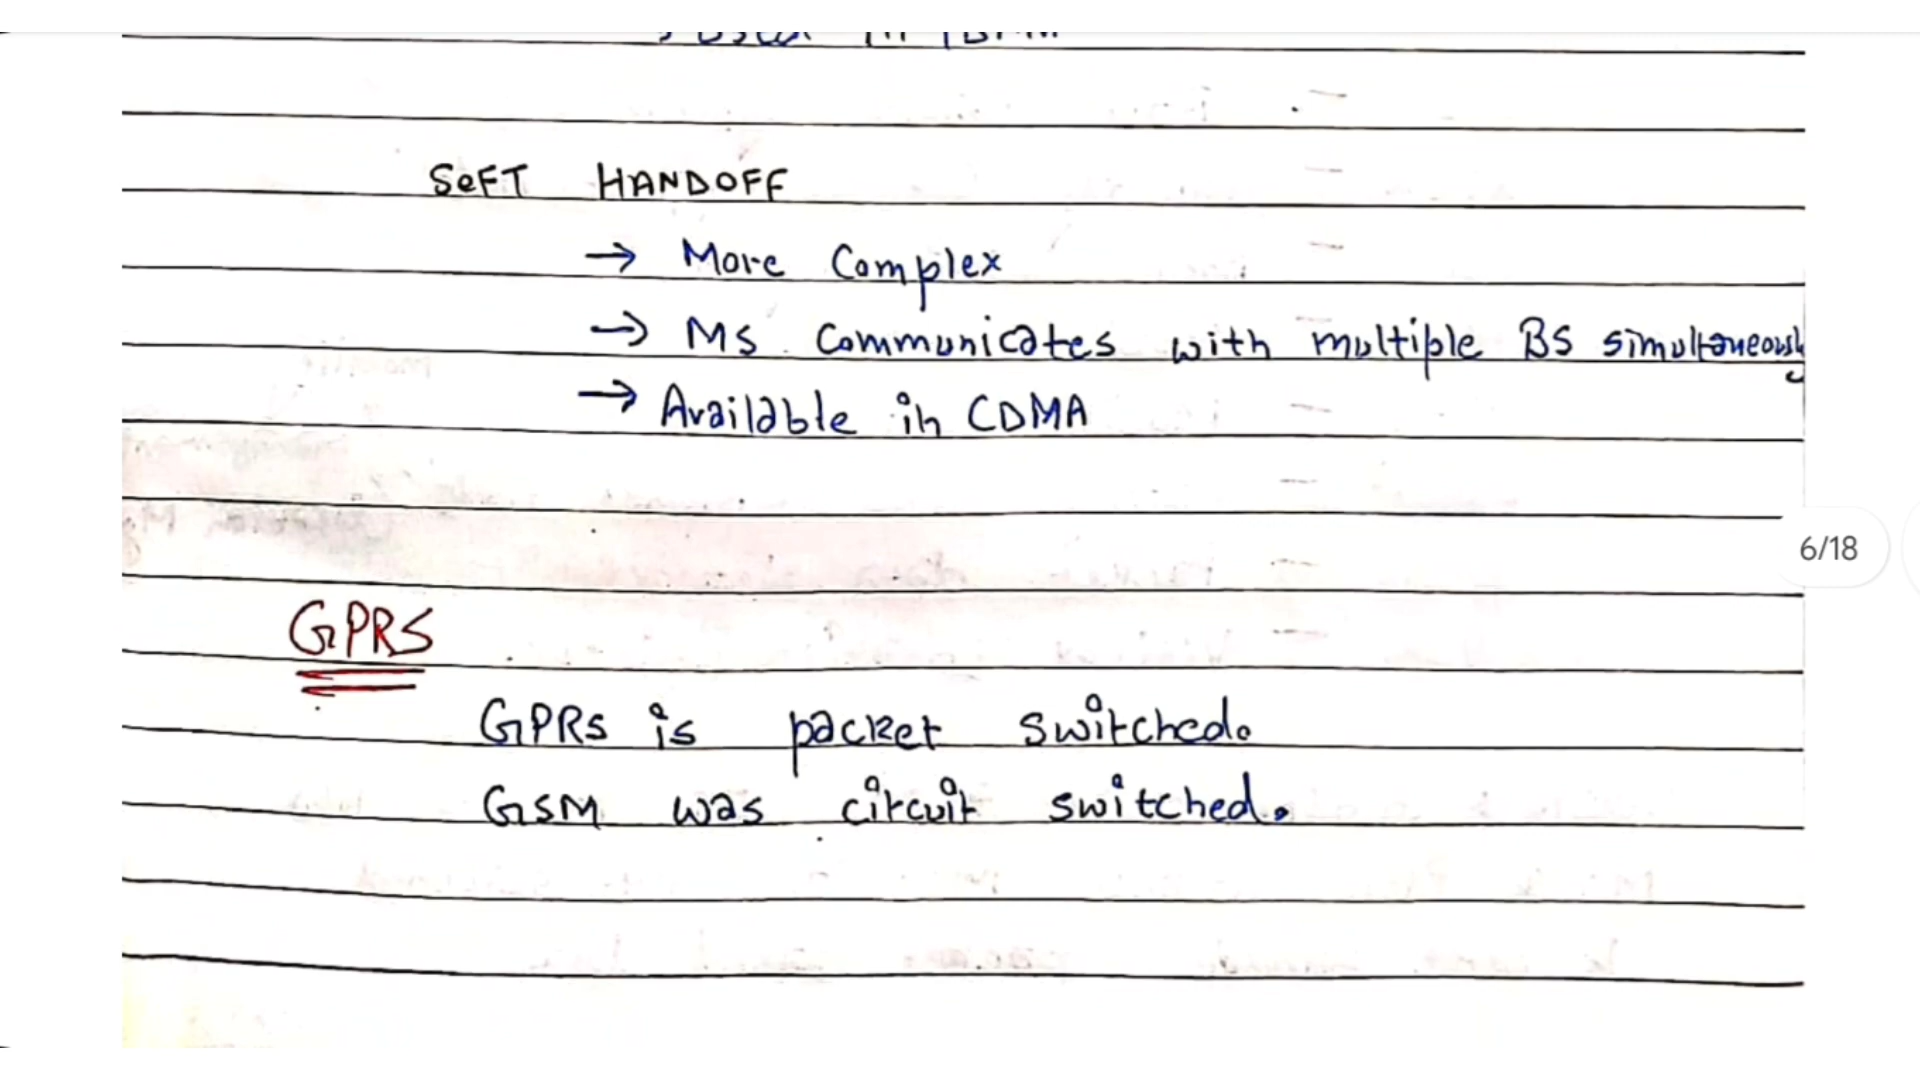 SOFT HANDOFF
→ More Complex
→ MS communicates with multiple BS simultaneously
→ Available in CDMA
6/18
GPRS
GPRS is packet switched.
GSM was circuit switched.